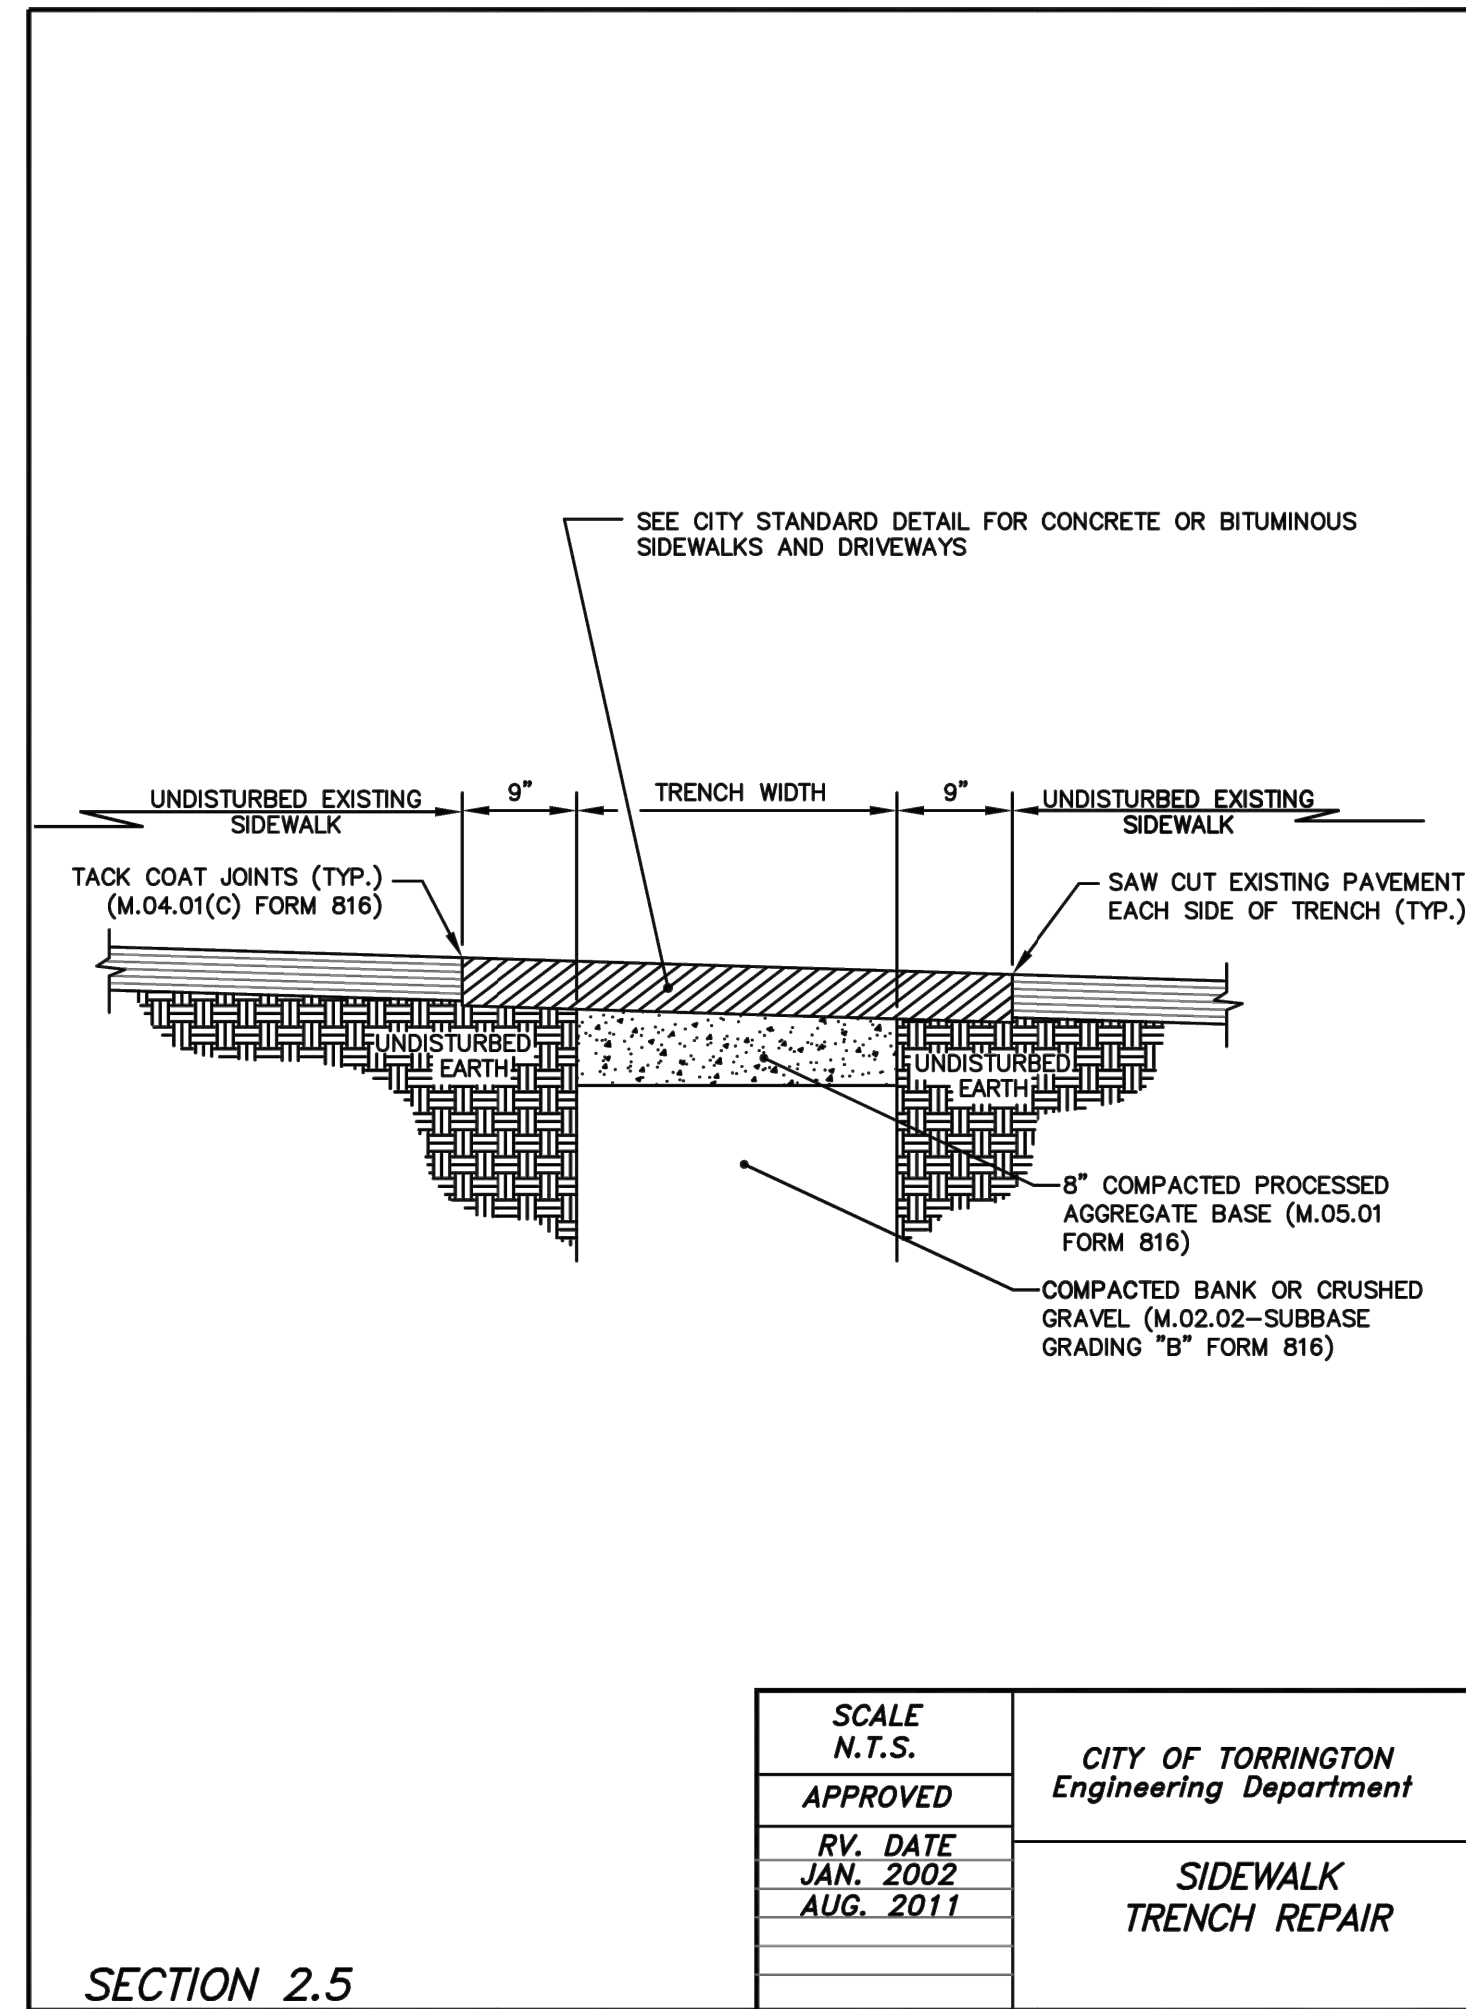 SEE CITY STANDARD DETAIL FOR CONCRETE OR BITUMINOUS
SIDEWALKS AND DRIVEWAYS
UNDISTURBED EXISTING
SIDEWALK
9"
TRENCH WIDTH
9"
UNDISTURBED EXISTING
SIDEWALK
TACK COAT JOINTS (TYP.)
(M.04.01(C) FORM 816)
SAW CUT EXISTING PAVEMENT
EACH SIDE OF TRENCH (TYP.)
UNDISTURBED
EARTH
UNDISTURBED
EARTH
8" COMPACTED PROCESSED
AGGREGATE BASE (M.05.01
FORM 816)
COMPACTED BANK OR CRUSHED
GRAVEL (M.02.02-SUBBASE
GRADING "B" FORM 816)
SCALE
N.T.S.
APPROVED
RV. DATE
JAN. 2002
AUG. 2011
CITY OF TORRINGTON
Engineering Department
SIDEWALK
TRENCH REPAIR
SECTION 2.5